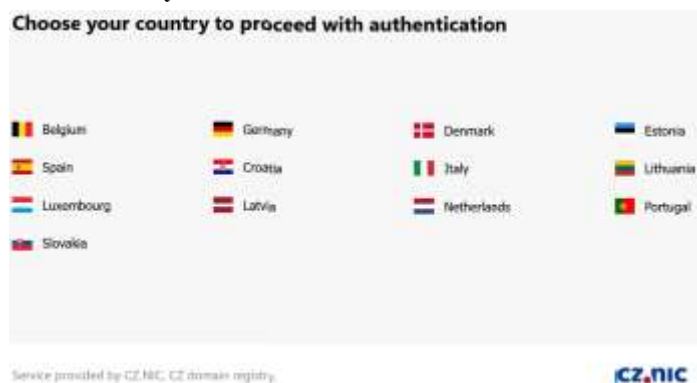 Choose your country to proceed with authentication
Belgium Germany Denmark Estonia
Spain Croatia Italy Lithuania
Luxembourg Latvia Netherlands Portugal
Slovakia
Service provided by CZ.NIC, CZ domain registry.
CZ.NIC